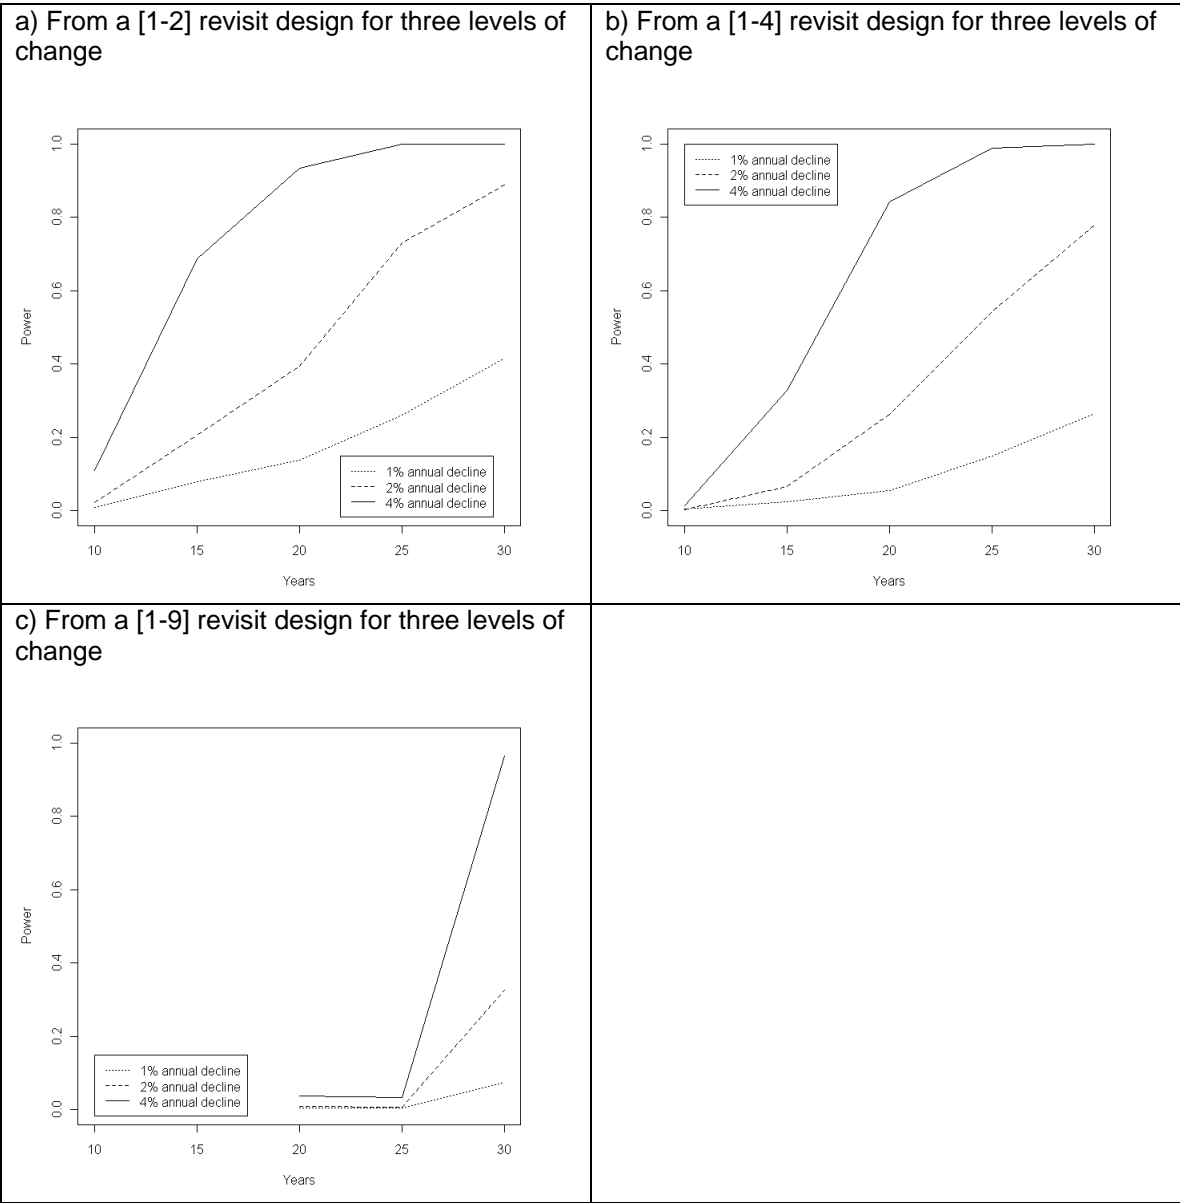 a) From a [1-2] revisit design for three levels of
change
1.0
0.8
0.6
0.4
0.2
0.0
Power
1% annual decline
2% annual decline
4% annual decline
10 15 20 25 30
Years
b) From a [1-4] revisit design for three levels of
change
1.0
0.8
0.6
0.4
0.2
0.0
Power
1% annual decline
2% annual decline
4% annual decline
10 15 20 25 30
Years
c) From a [1-9] revisit design for three levels of
change
1.0
0.8
0.6
0.4
0.2
0.0
Power
1% annual decline
2% annual decline
4% annual decline
10 15 20 25 30
Years